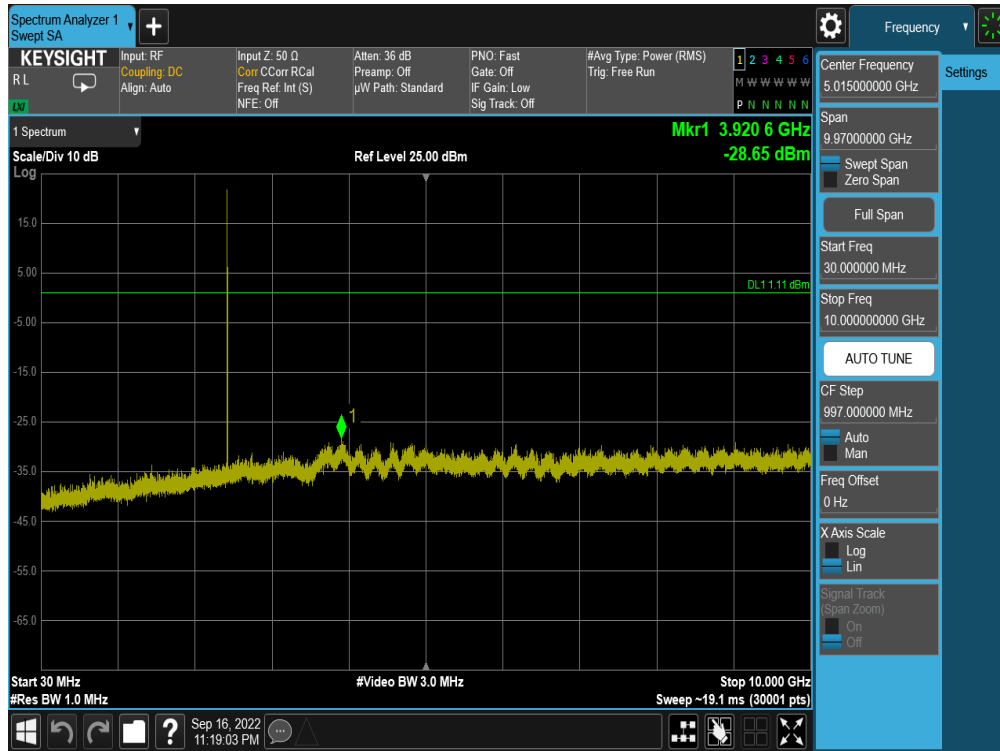 Spectrum Analyzer 1
Swept SA
Frequency
KEYSIGHT
R L
LXI
Input: RF
Coupling: DC
Align: Auto
Input Z: 50 Ω
Corr CCorr RCal
Freq Ref: Int (S)
NFE: Off
Atten: 36 dB
Preamp: Off
µW Path: Standard
PNO: Fast
Gate: Off
IF Gain: Low
Sig Track: Off
#Avg Type: Power (RMS)
Trig: Free Run
1 2 3 4 5 6
M W W W W W
P N N N N N
Center Frequency
5.015000000 GHz
Settings
1 Spectrum
Mkr1 3.920 6 GHz
-28.65 dBm
Scale/Div 10 dB
Ref Level 25.00 dBm
Log
15.0
5.00
-5.00
-15.0
-25.0
-35.0
-45.0
-55.0
-65.0
DL1 1.11 dBm
1
Start 30 MHz
#Video BW 3.0 MHz
Stop 10.000 GHz
#Res BW 1.0 MHz
Sweep ~19.1 ms (30001 pts)
Span
9.97000000 GHz
Swept Span
Zero Span
Full Span
Start Freq
30.000000 MHz
Stop Freq
10.000000000 GHz
AUTO TUNE
CF Step
997.000000 MHz
Auto
Man
Freq Offset
0 Hz
X Axis Scale
Log
Lin
Signal Track
(Span Zoom)
On
Off
?
Sep 16, 2022
11:19:03 PM